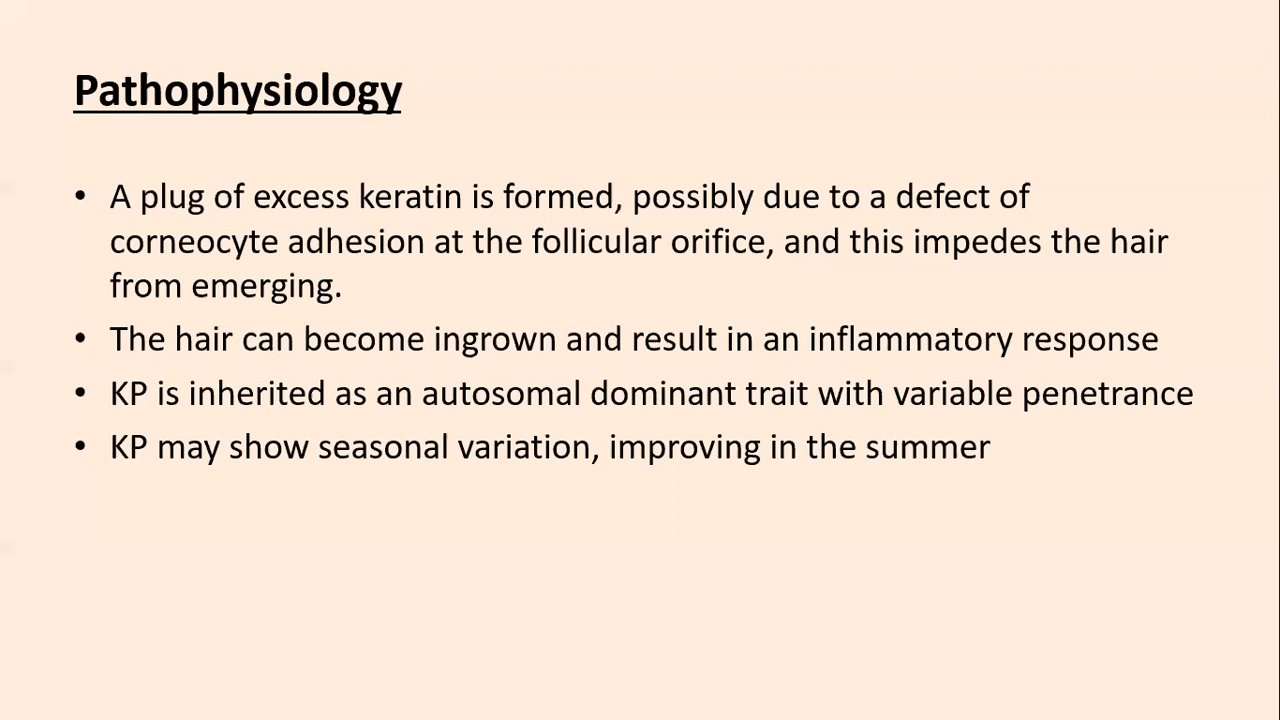 Pathophysiology
• A plug of excess keratin is formed, possibly due to a defect of
corneocyte adhesion at the follicular orifice, and this impedes the hair
from emerging.
• The hair can become ingrown and result in an inflammatory response
• KP is inherited as an autosomal dominant trait with variable penetrance
• KP may show seasonal variation, improving in the summer